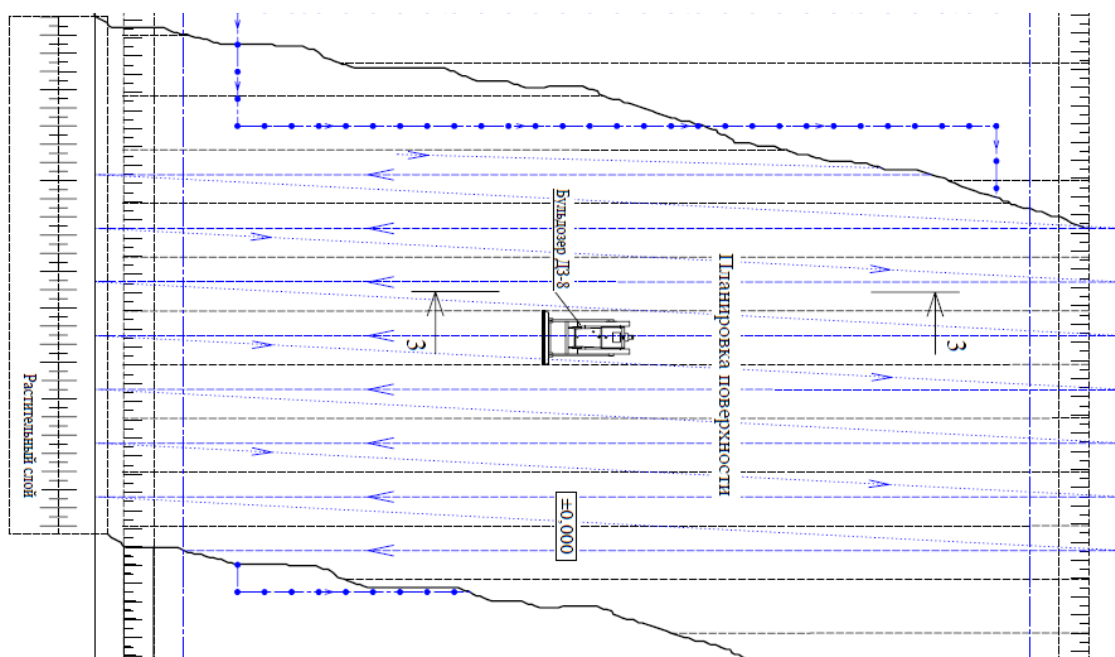 Бульдозер ДЗ-8
Планировка поверхности
3
3
Растительный слой
±0,000